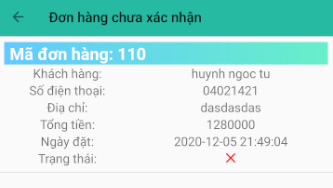 Đơn hàng chưa xác nhận
Mã đơn hàng: 110
Khách hàng: huynh ngoc tu
Số điện thoại: 04021421
Địa chỉ: dasdasdas
Tổng tiền: 1280000
Ngày đặt: 2020-12-05 21:49:04
Trạng thái: